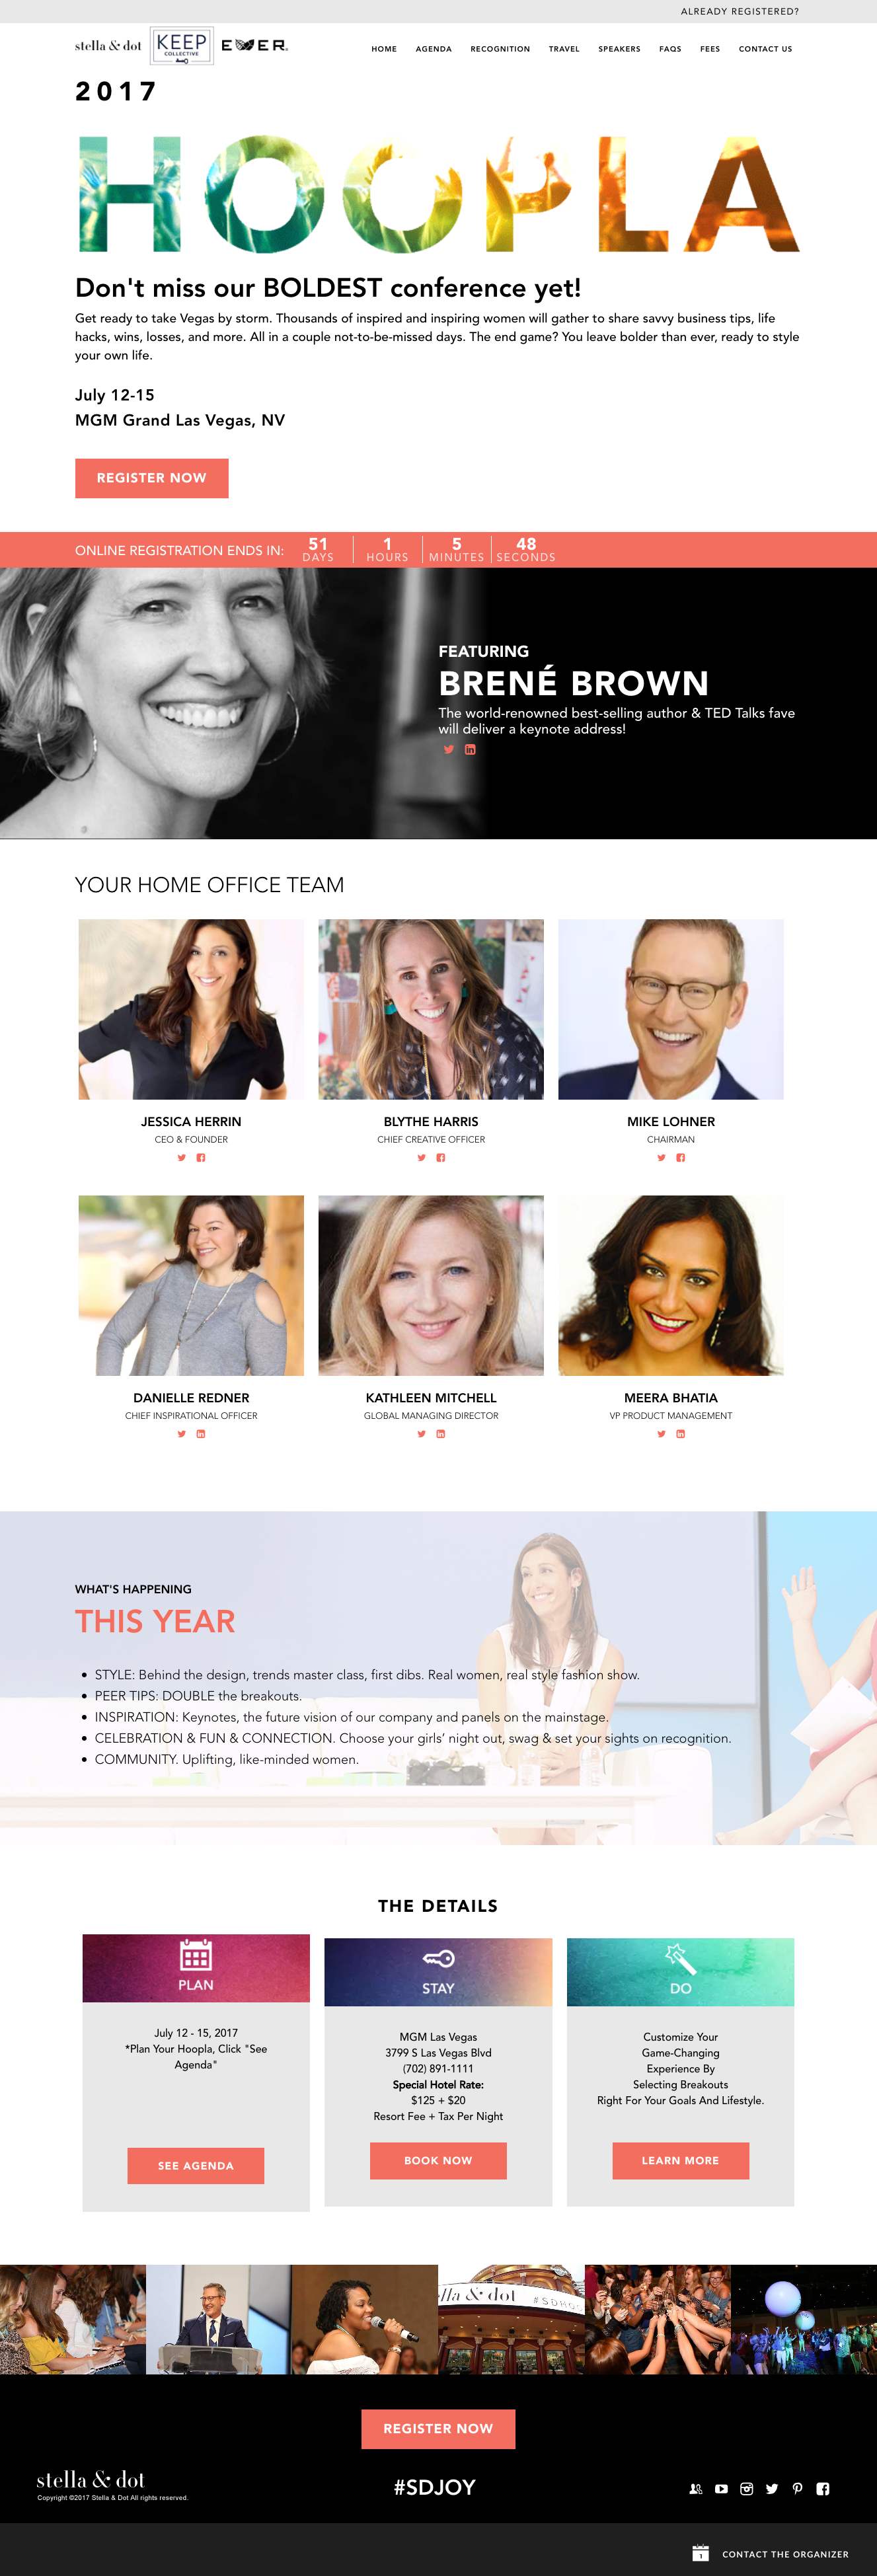 ALREADY REGISTERED?
stella & dot KEEP COLLECTIVE EVER
HOME AGENDA RECOGNITION TRAVEL SPEAKERS FAQS FEES CONTACT US
2017
HOOPLA
Don't miss our BOLDEST conference yet!
Get ready to take Vegas by storm. Thousands of inspired and inspiring women will gather to share savvy business tips, life
hacks, wins, losses, and more. All in a couple not-to-be-missed days. The end game? You leave bolder than ever, ready to style
your own life.
July 12-15
MGM Grand Las Vegas, NV
REGISTER NOW
ONLINE REGISTRATION ENDS IN:
51 DAYS
1 HOURS
5 MINUTES
48 SECONDS
FEATURING
BRENÉ BROWN
The world-renowned best-selling author & TED Talks fave
will deliver a keynote address!
YOUR HOME OFFICE TEAM
JESSICA HERRIN
CEO & FOUNDER
BLYTHE HARRIS
CHIEF CREATIVE OFFICER
MIKE LOHNER
CHAIRMAN
DANIELLE REDNER
CHIEF INSPIRATIONAL OFFICER
KATHLEEN MITCHELL
GLOBAL MANAGING DIRECTOR
MEERA BHATIA
VP PRODUCT MANAGEMENT
WHAT'S HAPPENING
THIS YEAR
• STYLE: Behind the design, trends master class, first dibs. Real women, real style fashion show.
• PEER TIPS: DOUBLE the breakouts.
• INSPIRATION: Keynotes, the future vision of our company and panels on the mainstage.
• CELEBRATION & FUN & CONNECTION. Choose your girls' night out, swag & set your sights on recognition.
• COMMUNITY. Uplifting, like-minded women.
THE DETAILS
PLAN
July 12 - 15, 2017
*Plan Your Hoopla, Click "See
Agenda"
SEE AGENDA
STAY
MGM Las Vegas
3799 S Las Vegas Blvd
(702) 891-1111
Special Hotel Rate:
$125 + $20
Resort Fee + Tax Per Night
BOOK NOW
DO
Customize Your
Game-Changing
Experience By
Selecting Breakouts
Right For Your Goals And Lifestyle.
LEARN MORE
lla & dot #SDHO
REGISTER NOW
stella & dot
Copyright ©2017 Stella & Dot All rights reserved.
#SDJOY
1 CONTACT THE ORGANIZER